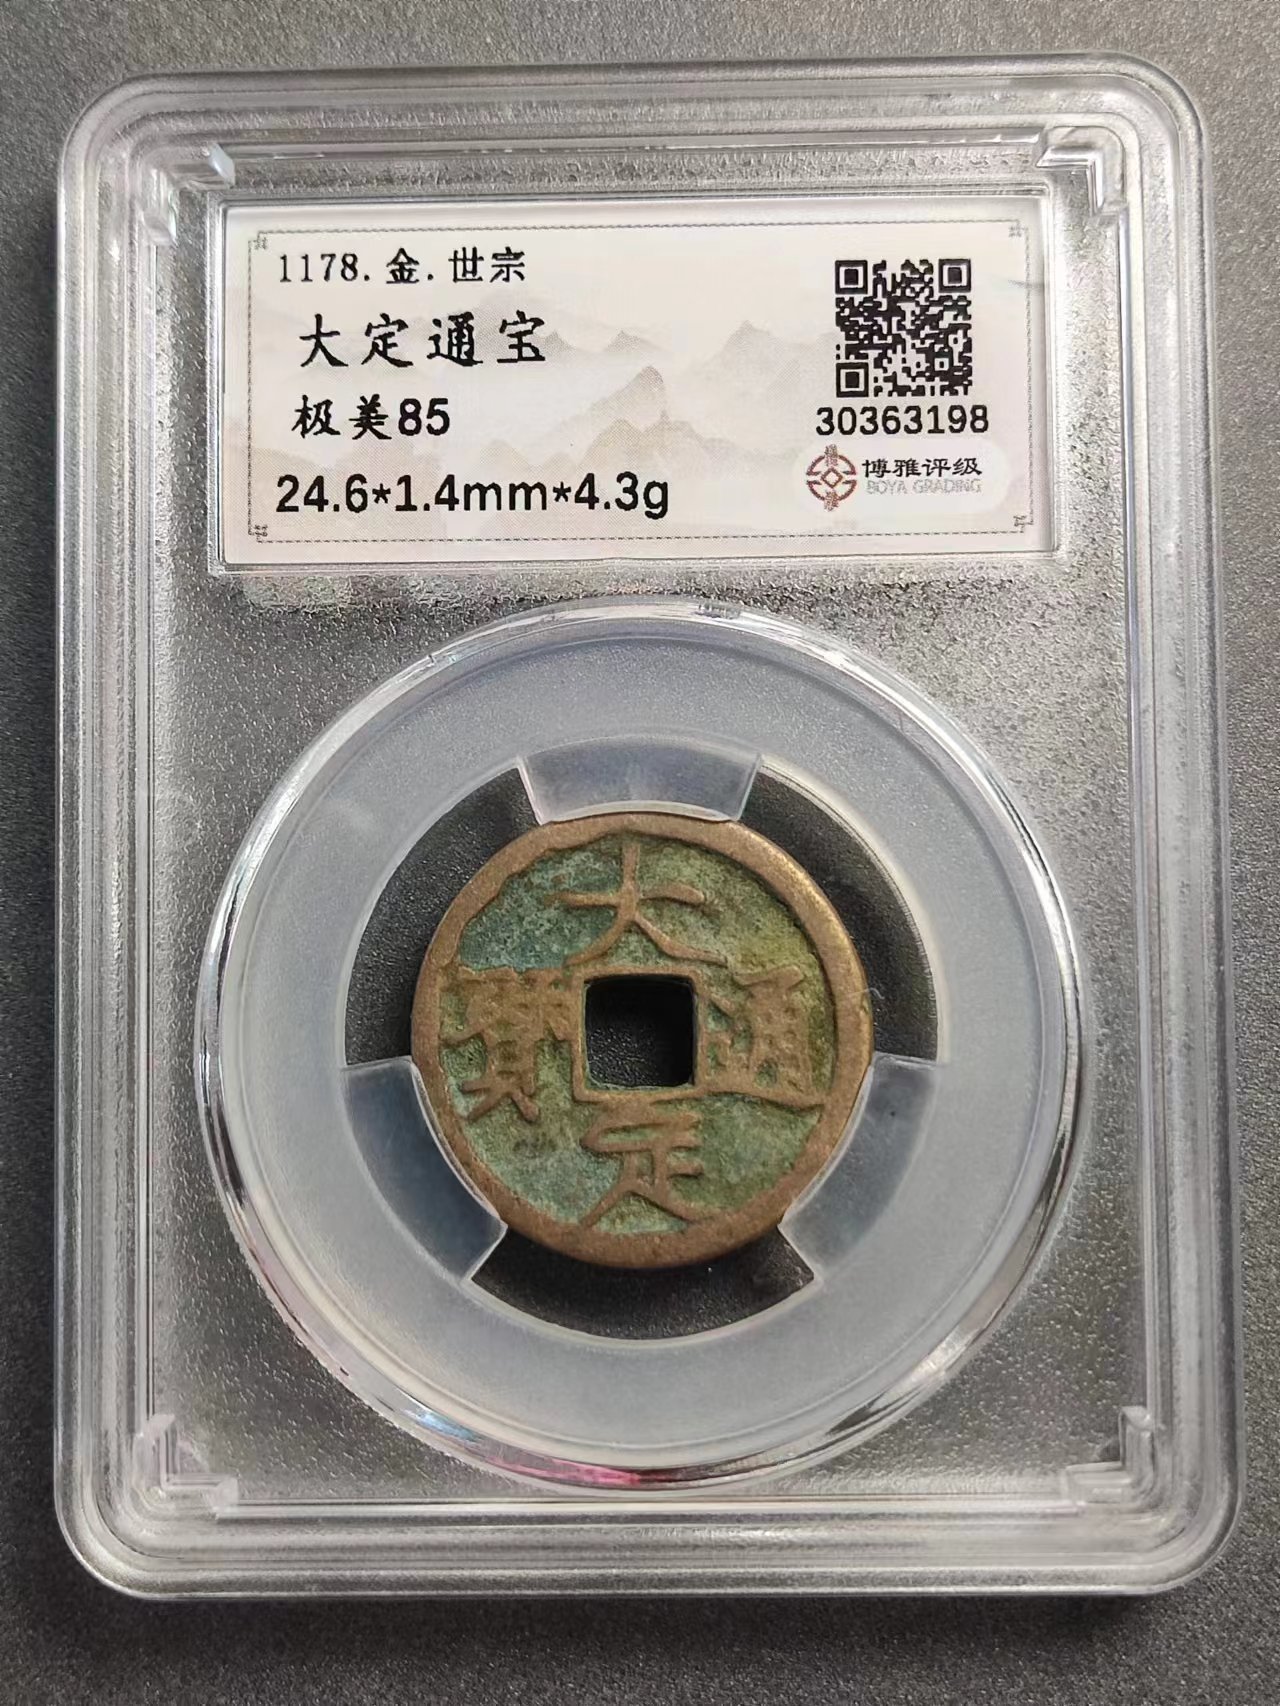 1178.金.世宗
大定通宝
极美85
24.6*1.4mm*4.3g
30363198
博雅评级
BOYA GRADING
大定通寶